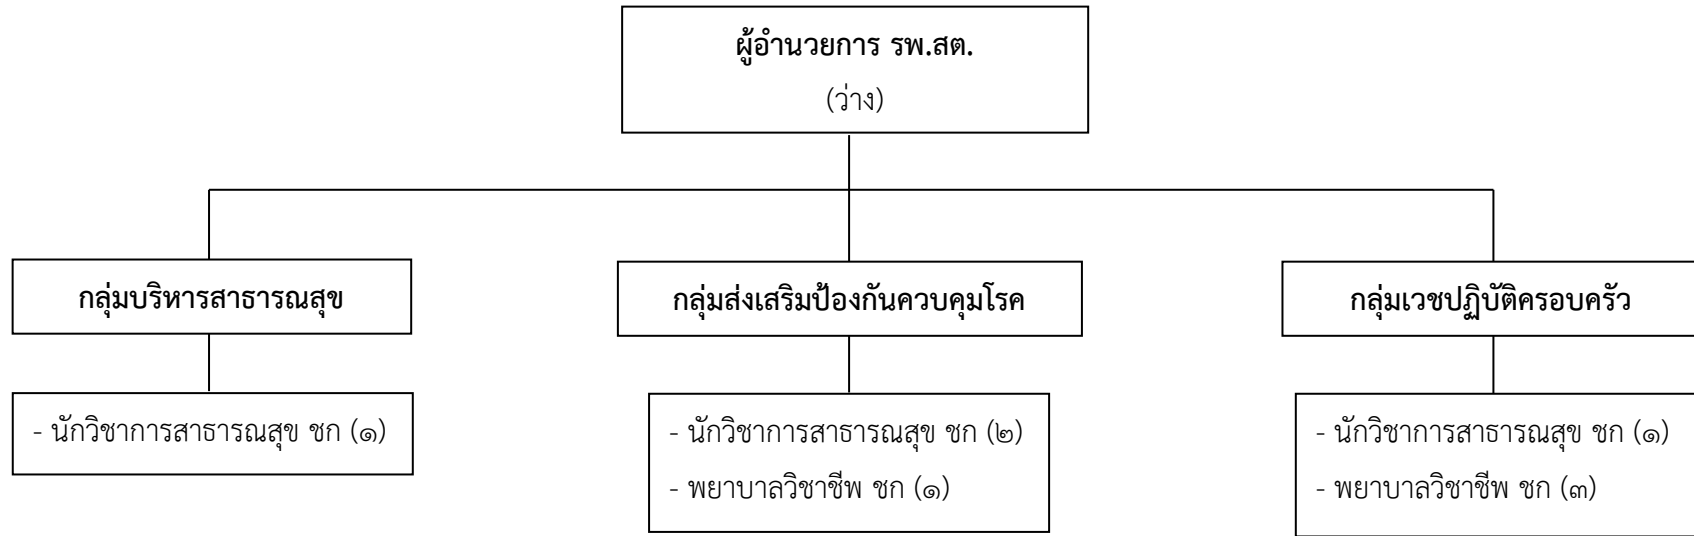 ผู้อำนวยการ รพ.สต.
(ว่าง)
กลุ่มบริหารสาธารณสุข
- นักวิชาการสาธารณสุข ชก (๑)
กลุ่มส่งเสริมป้องกันควบคุมโรค
- นักวิชาการสาธารณสุข ชก (๒)
- พยาบาลวิชาชีพ ชก (๑)
กลุ่มเวชปฏิบัติครอบครัว
- นักวิชาการสาธารณสุข ชก (๑)
- พยาบาลวิชาชีพ ชก (๓)